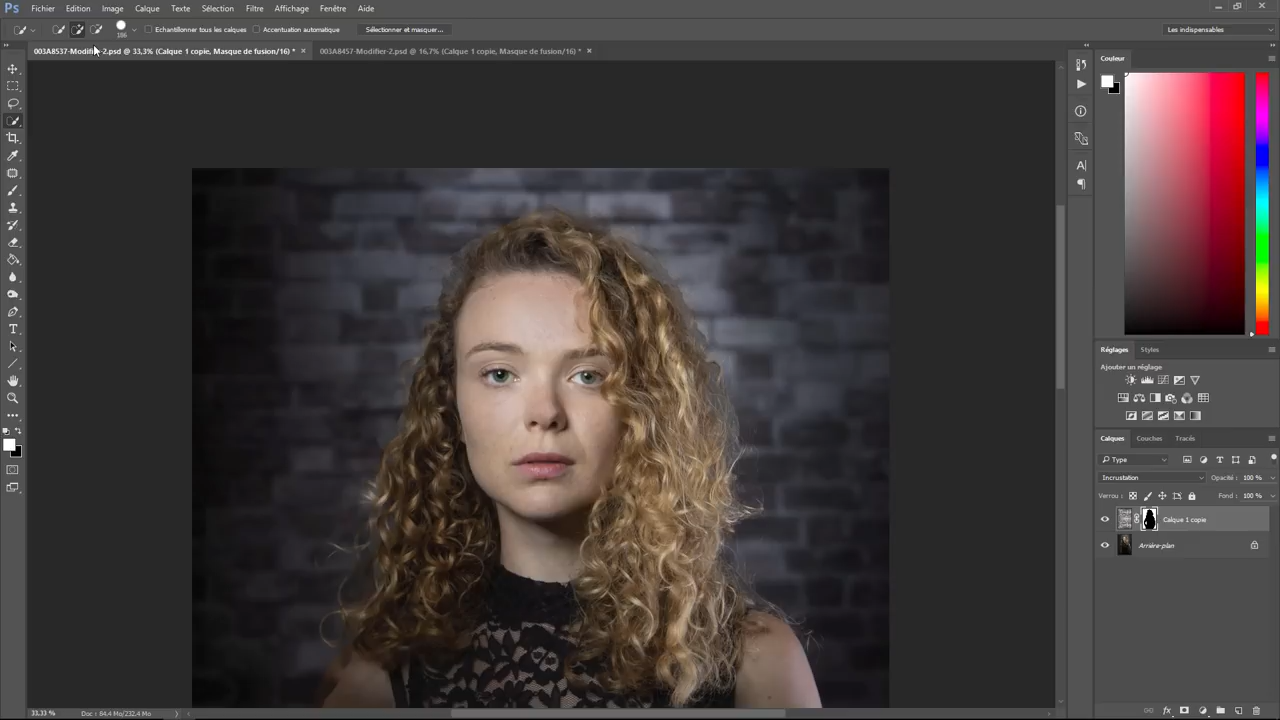 Ps Fichier Edition Image Calque Texte Sélection Filtre Affichage Fenêtre Aide
186 Echantillonner tous les calques Accentuation automatique Sélectionner et masquer... Les indispensables
003A8537-Modifier-2.psd @ 33,3% (Calque 1 copie, Masque de fusion/16) * × 003A8457-Modifier-2.psd @ 16,7% (Calque 1 copie, Masque de fusion/16) * ×
Couleur
Réglages Styles
Ajouter un réglage
Calques Couches Tracés
Type
Incrustation Opacité : 100 %
Verrou : Fond : 100 %
Calque 1 copie
Arrière-plan
33,33 % Doc : 84.4 Mo/232.4 Mo